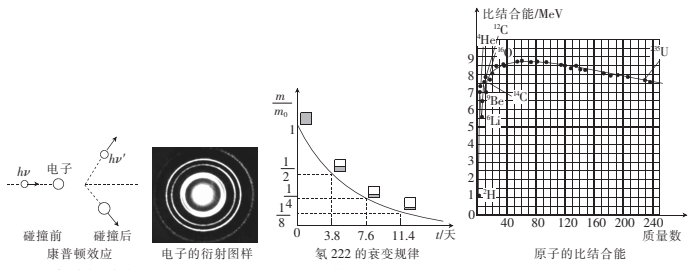 hν
电子
hν′
碰撞前
碰撞后
康普顿效应
电子的衍射图样
m
m₀
1
1
2
1
4
1
8
0
3.8
7.6
11.4
t/天
氡 222 的衰变规律
比结合能/MeV
¹²C
⁴He
¹⁶O
²³⁵U
¹⁴C
⁹Be
⁶Li
²H
9
8
7
6
5
4
3
2
1
0
40
80
120
160
200
240
质量数
原子的比结合能